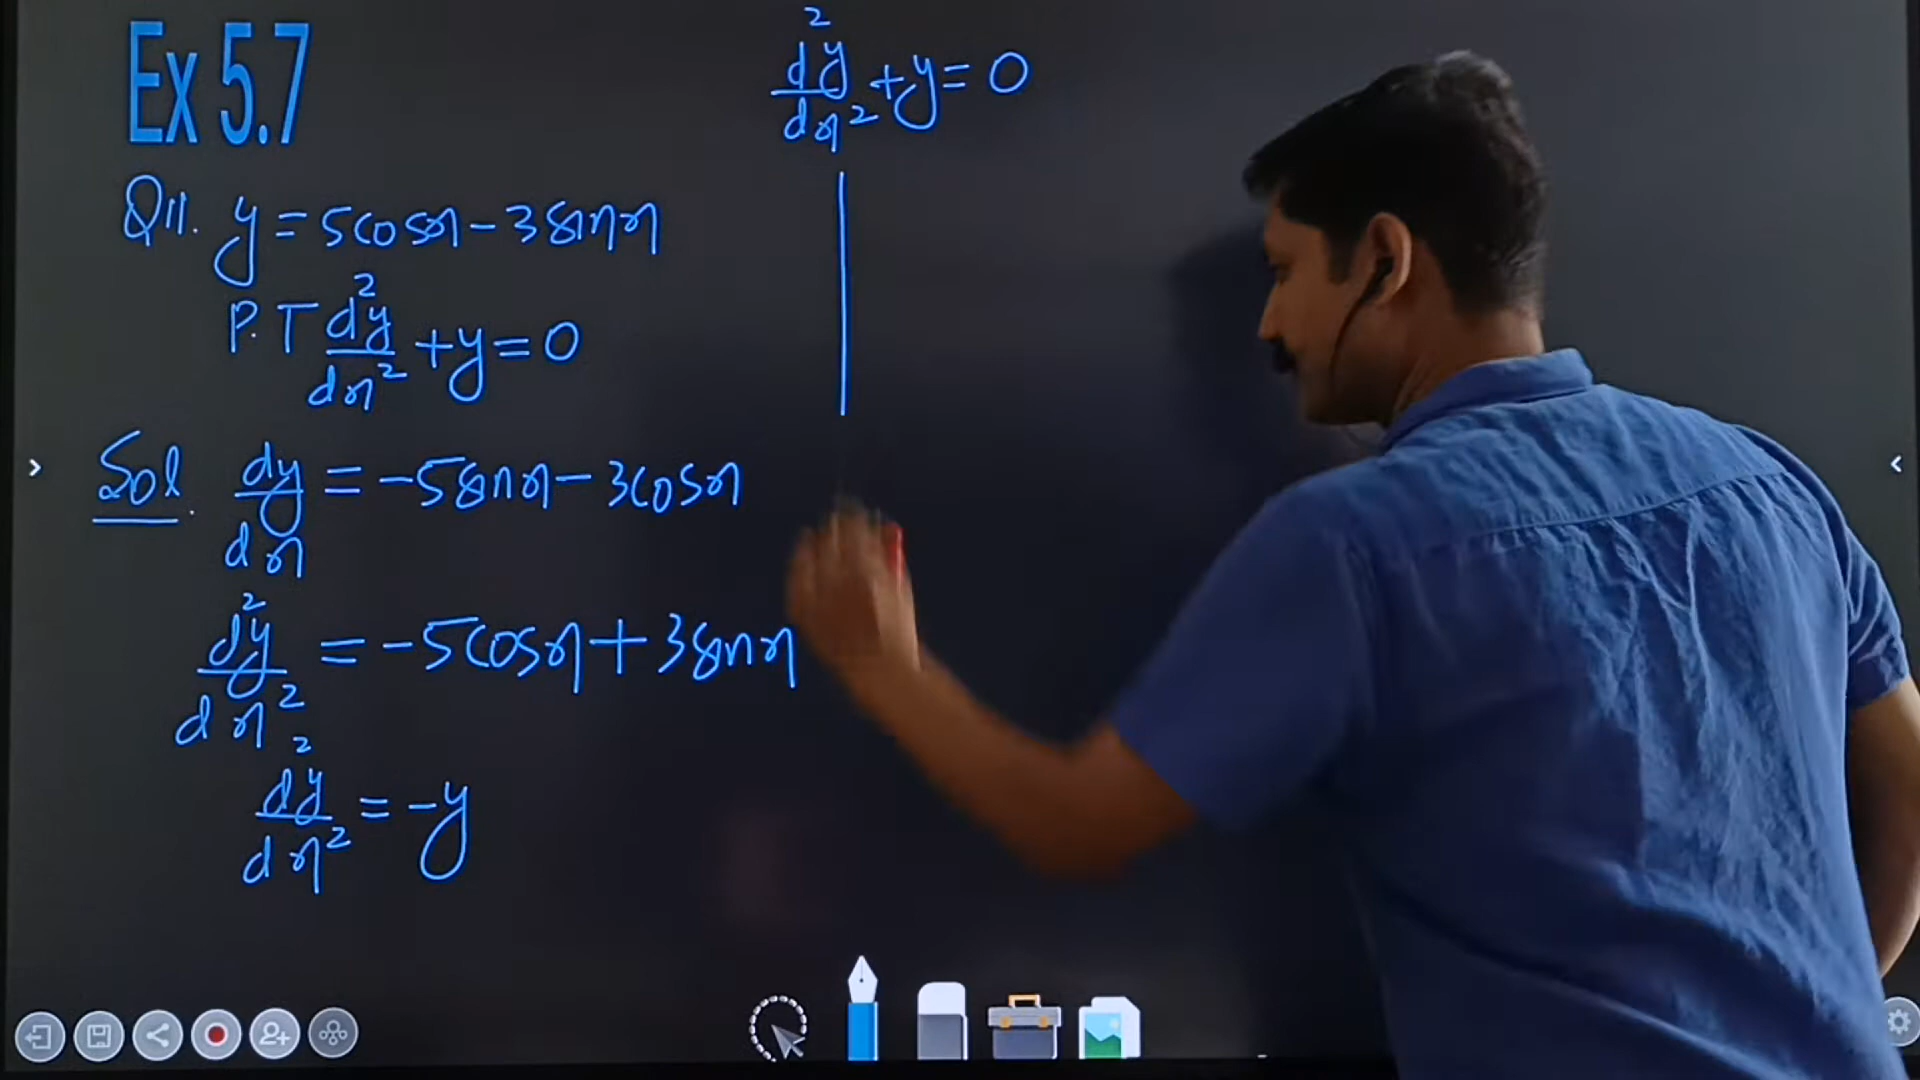 Ex 5.7
Q11. y = 5cosx - 3sinx
P.T d²y/dx² + y = 0
Sol. dy/dx = -5sinx - 3cosx
d²y/dx² = -5cosx + 3sinx
d²y/dx² = -y
d²y/dx² + y = 0